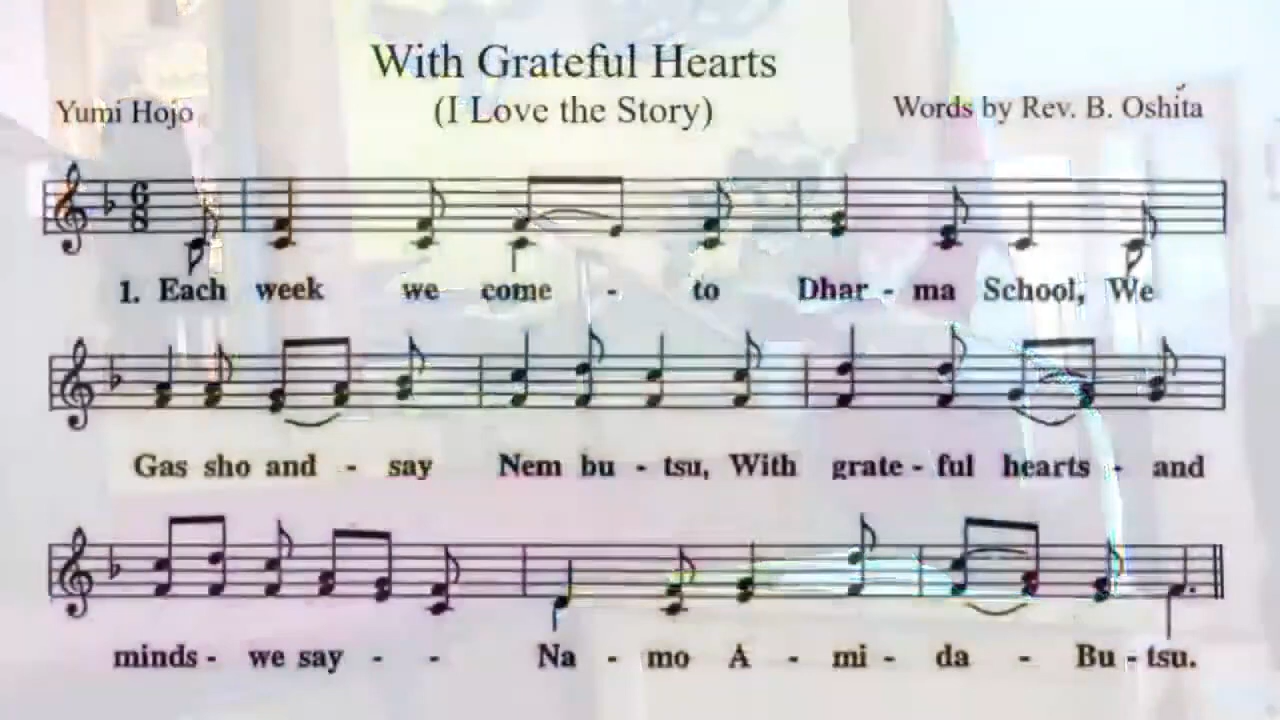 With Grateful Hearts
(I Love the Story)
Yumi Hojo
Words by Rev. B. Oshita
6
8
1. Each week we come - to Dhar - ma School, We
Gas sho and - say Nem bu - tsu, With grate - ful hearts - and
minds - we say - - Na - mo A - mi - da - Bu - tsu.